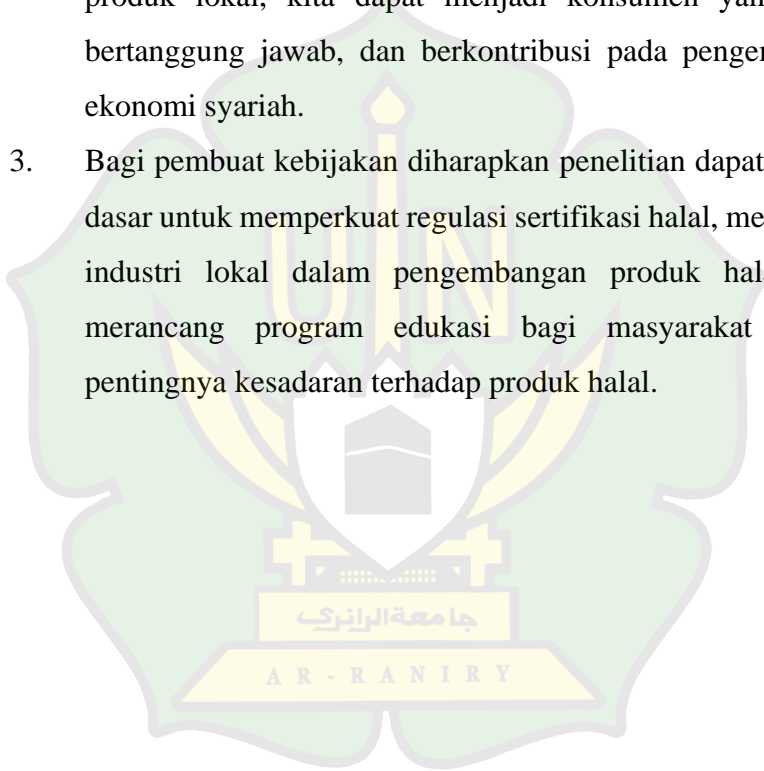 produk lokal, kita dapat menjadi konsumen yan
bertanggung jawab, dan berkontribusi pada penger
ekonomi syariah.
3. Bagi pembuat kebijakan diharapkan penelitian dapat
dasar untuk memperkuat regulasi sertifikasi halal, me
industri lokal dalam pengembangan produk hal
merancang program edukasi bagi masyarakat
pentingnya kesadaran terhadap produk halal.
UIN
جامعةالرانري
AR-RANIRY